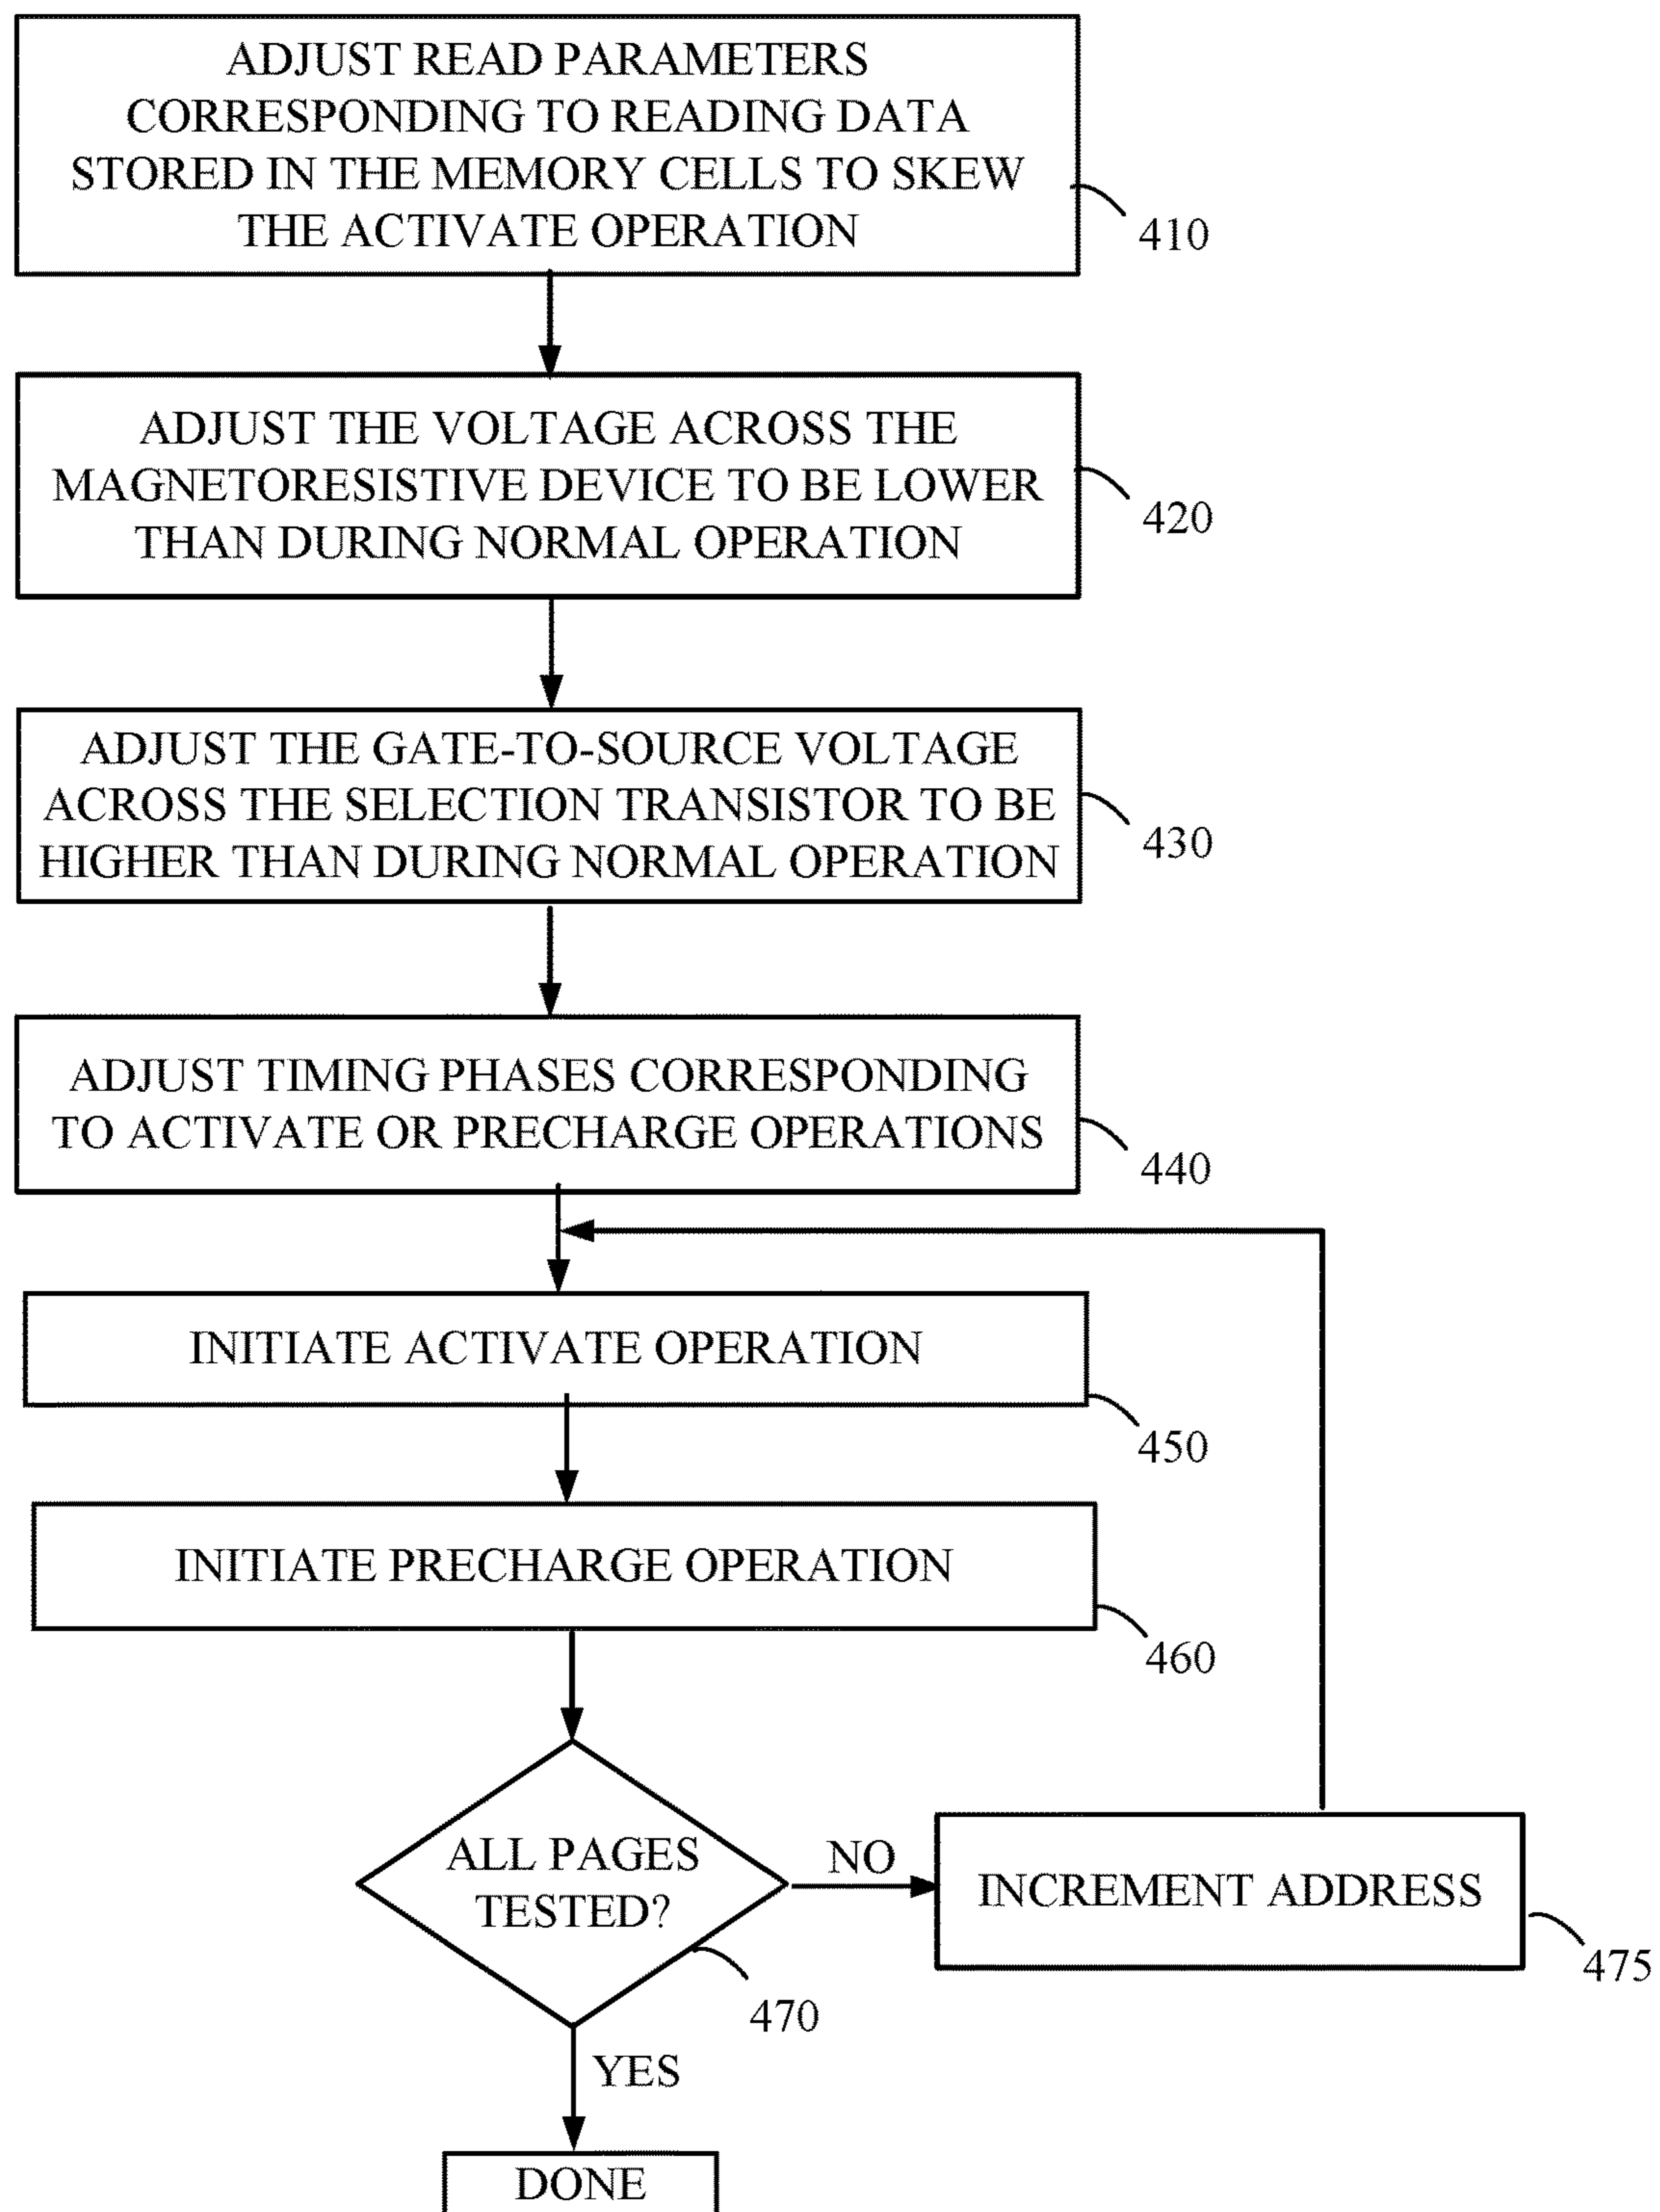 ADJUST READ PARAMETERS
CORRESPONDING TO READING DATA
STORED IN THE MEMORY CELLS TO SKEW
THE ACTIVATE OPERATION
410
ADJUST THE VOLTAGE ACROSS THE
MAGNETORESISTIVE DEVICE TO BE LOWER
THAN DURING NORMAL OPERATION
420
ADJUST THE GATE-TO-SOURCE VOLTAGE
ACROSS THE SELECTION TRANSISTOR TO BE
HIGHER THAN DURING NORMAL OPERATION
430
ADJUST TIMING PHASES CORRESPONDING
TO ACTIVATE OR PRECHARGE OPERATIONS
440
INITIATE ACTIVATE OPERATION
450
INITIATE PRECHARGE OPERATION
460
ALL PAGES
TESTED?
470
NO
INCREMENT ADDRESS
475
YES
DONE